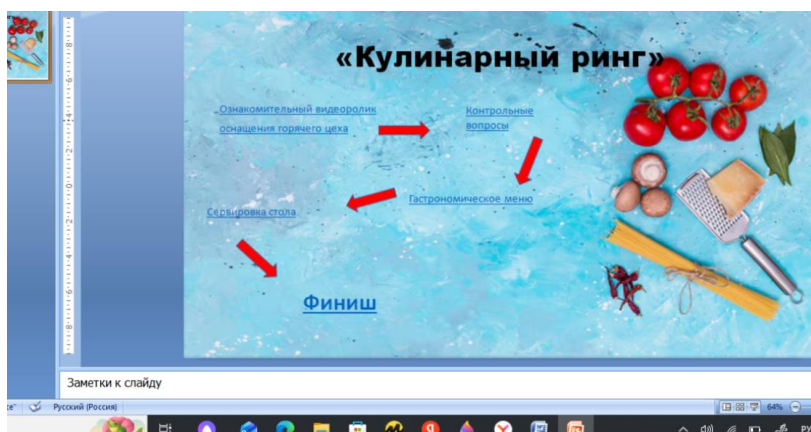 «Кулинарный ринг»
Ознакомительный видеоролик
оснащения горячего цеха
Контрольные
вопросы
Гастрономическое меню
Сервировка стола
Финиш
Заметки к слайду
Русский (Россия)
64%